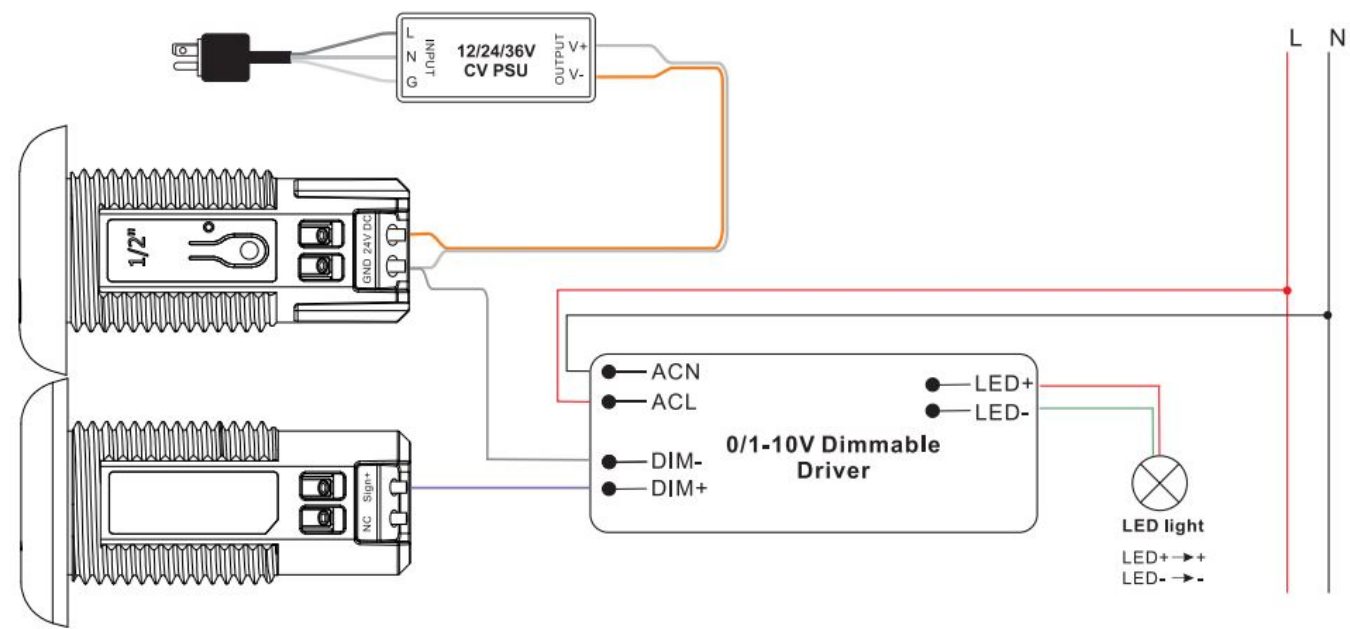 L
N
G
INPUT
12/24/36V
CV PSU
OUTPUT
V+
V-
L N
1/2"
24V DC
GND
ACN
ACL
DIM-
DIM+
LED+
LED-
0/1-10V Dimmable
Driver
Sign+
NC
LED light
LED+→+
LED-→-